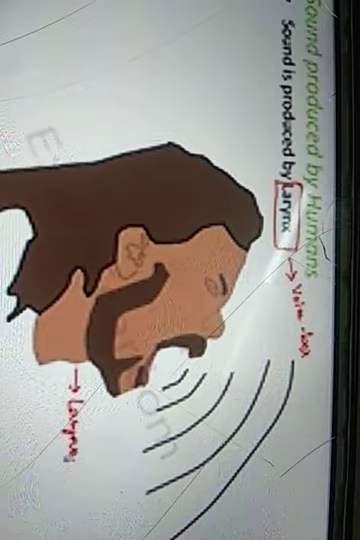 Sound produced by Humans
• Sound is produced by Larynx → Voice box
→ Larynx